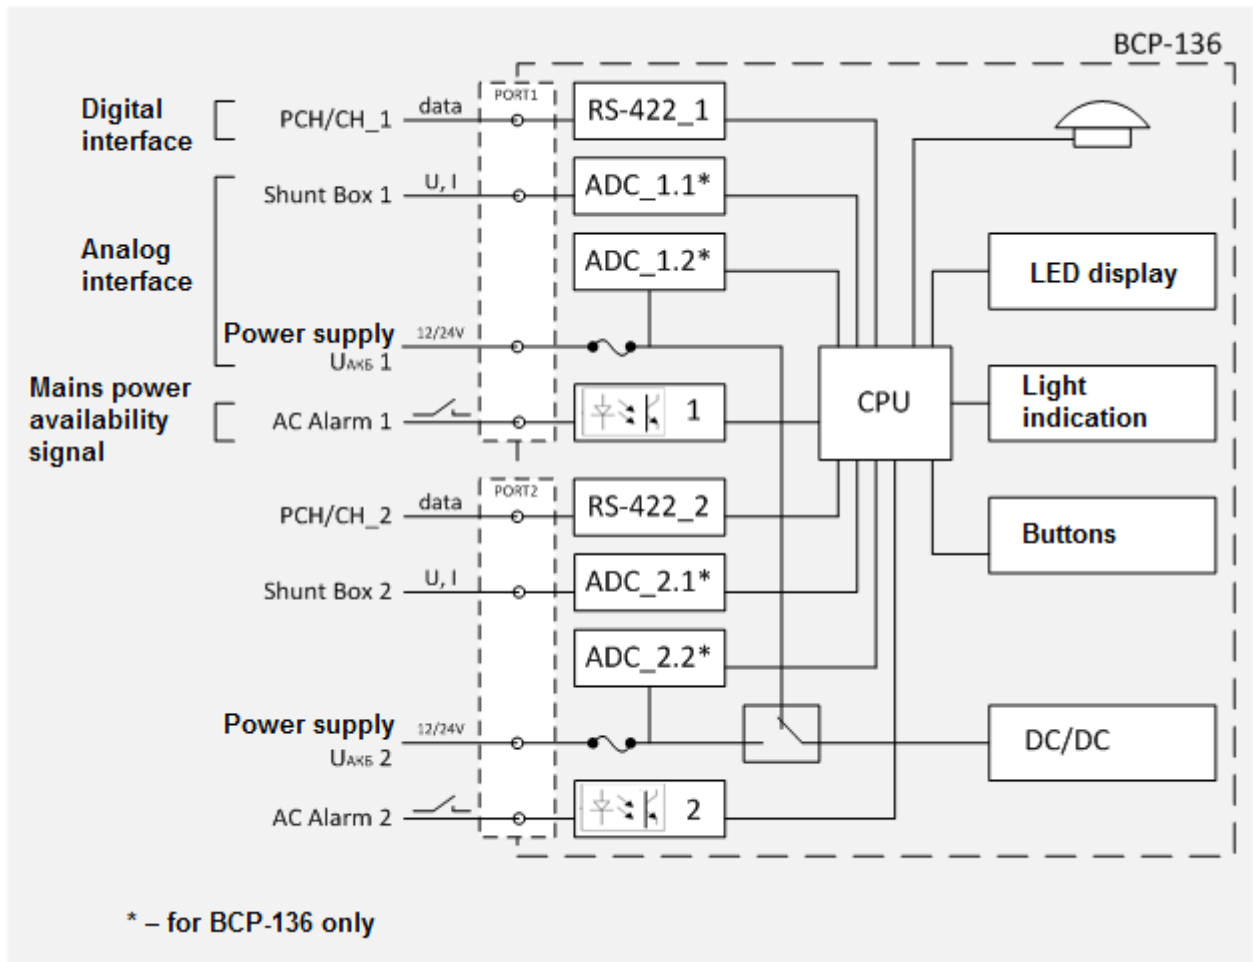 BCP-136
Digital
interface
PCH/CH_1
data
PORT1
RS-422_1
Shunt Box 1
U, I
ADC_1.1*
Analog
interface
ADC_1.2*
LED display
Power supply
12/24V
UАКБ 1
Mains power
availability
signal
AC Alarm 1
1
CPU
Light
indication
PCH/CH_2
data
PORT2
RS-422_2
Buttons
Shunt Box 2
U, I
ADC_2.1*
ADC_2.2*
Power supply
12/24V
UАКБ 2
DC/DC
AC Alarm 2
2
* – for BCP-136 only